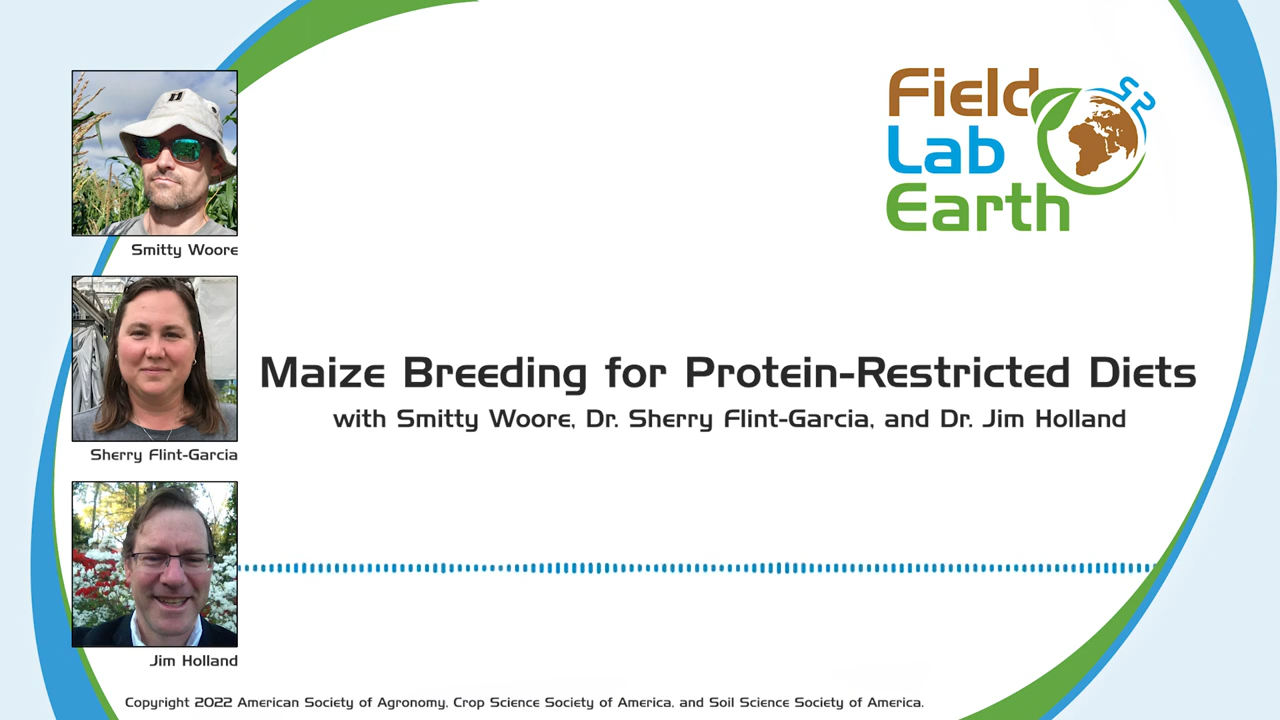 Field
Lab
Earth
Smitty Woore
Sherry Flint-Garcia
Maize Breeding for Protein-Restricted Diets
with Smitty Woore, Dr. Sherry Flint-Garcia, and Dr. Jim Holland
Jim Holland
Copyright 2022 American Society of Agronomy, Crop Science Society of America, and Soil Science Society of America.